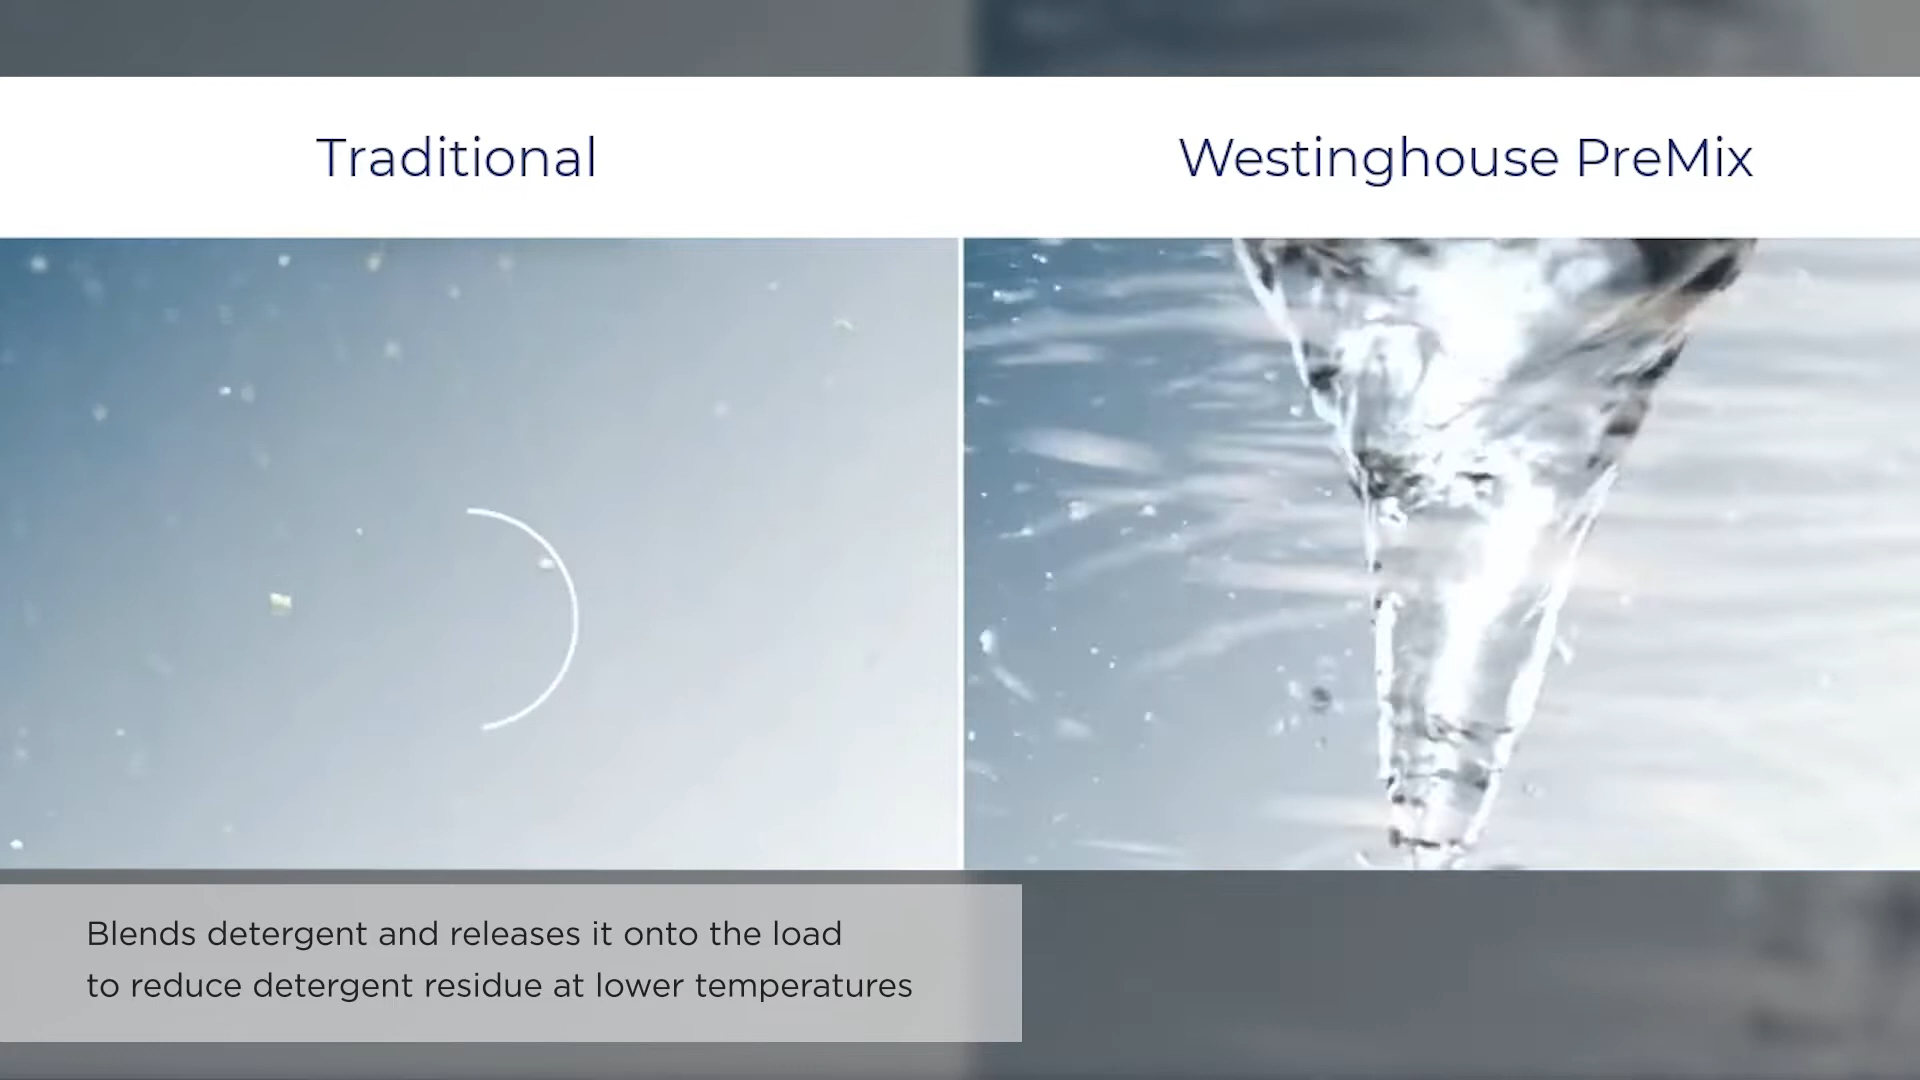 Traditional
Westinghouse PreMix
Blends detergent and releases it onto the load
to reduce detergent residue at lower temperatures